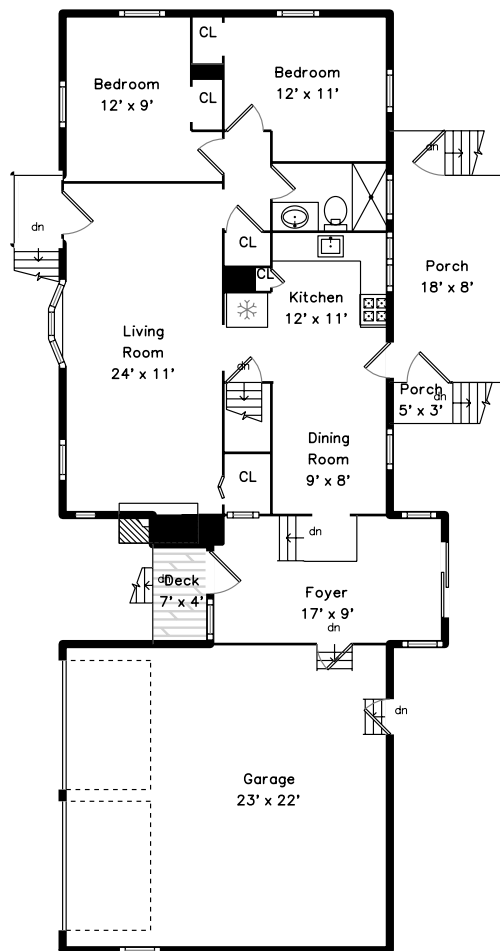 CL
Bedroom
12' x 9'
Bedroom
12' x 11'
CL
dn
dn
CL
CL
Porch
18' x 8'
Kitchen
12' x 11'
Living
Room
24' x 11'
dn
Porch
dn
5' x 3'
Dining
Room
9' x 8'
CL
dn
Deck
dn
7' x 4'
Foyer
17' x 9'
dn
dn
Garage
23' x 22'